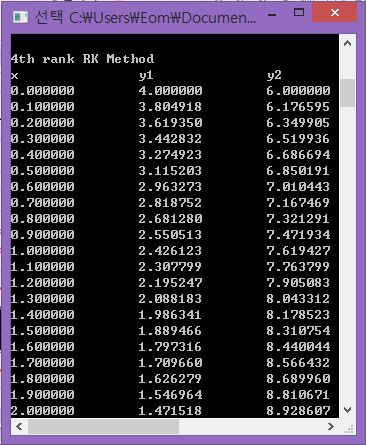 선택 C:₩Users₩Eom₩Documen...
4th rank RK Method
x y1 y2
0.000000 4.000000 6.000000
0.100000 3.804918 6.176595
0.200000 3.619350 6.349905
0.300000 3.442832 6.519936
0.400000 3.274923 6.686694
0.500000 3.115203 6.850191
0.600000 2.963273 7.010443
0.700000 2.818752 7.167469
0.800000 2.681280 7.321291
0.900000 2.550513 7.471934
1.000000 2.426123 7.619427
1.100000 2.307799 7.763799
1.200000 2.195247 7.905083
1.300000 2.088183 8.043312
1.400000 1.986341 8.178523
1.500000 1.889466 8.310754
1.600000 1.797316 8.440044
1.700000 1.709660 8.566432
1.800000 1.626279 8.689960
1.900000 1.546964 8.810671
2.000000 1.471518 8.928607